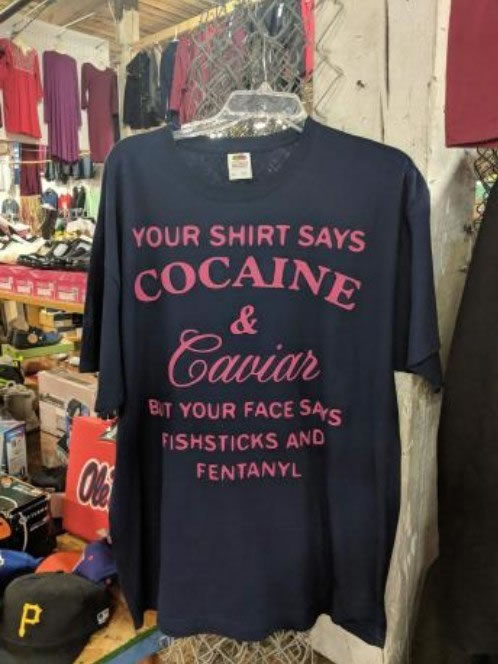 YOUR SHIRT SAYS
COCAINE
&
Caviar
BUT YOUR FACE SAYS
FISHSTICKS AND
FENTANYL
Ole
P